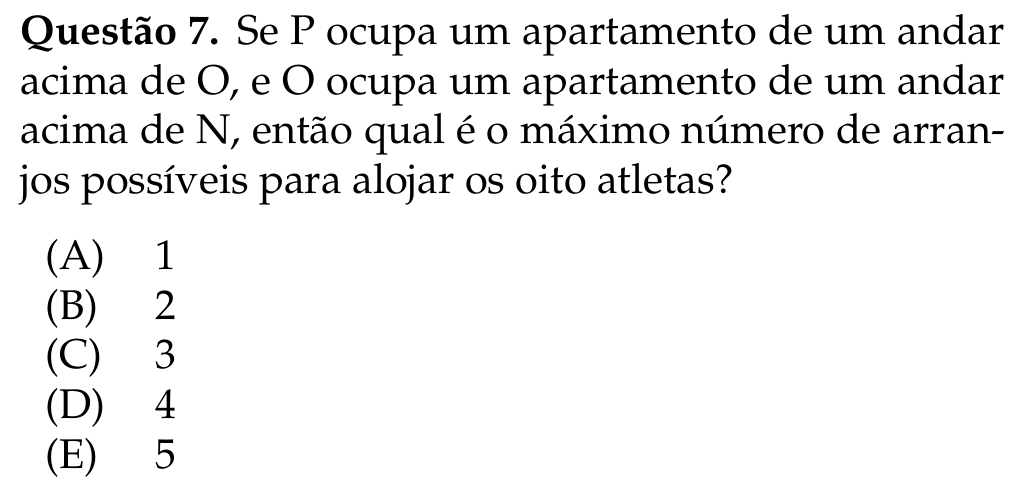 Questão 7. Se P ocupa um apartamento de um andar
acima de O, e O ocupa um apartamento de um andar
acima de N, então qual é o máximo número de arran-
jos possíveis para alojar os oito atletas?
(A) 1
(B) 2
(C) 3
(D) 4
(E) 5